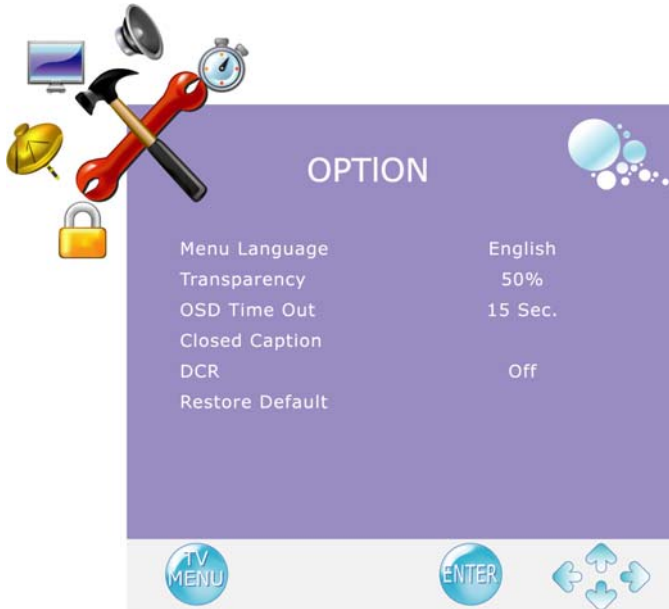 OPTION
Menu Language English
Transparency 50%
OSD Time Out 15 Sec.
Closed Caption
DCR Off
Restore Default
TV
MENU
ENTER